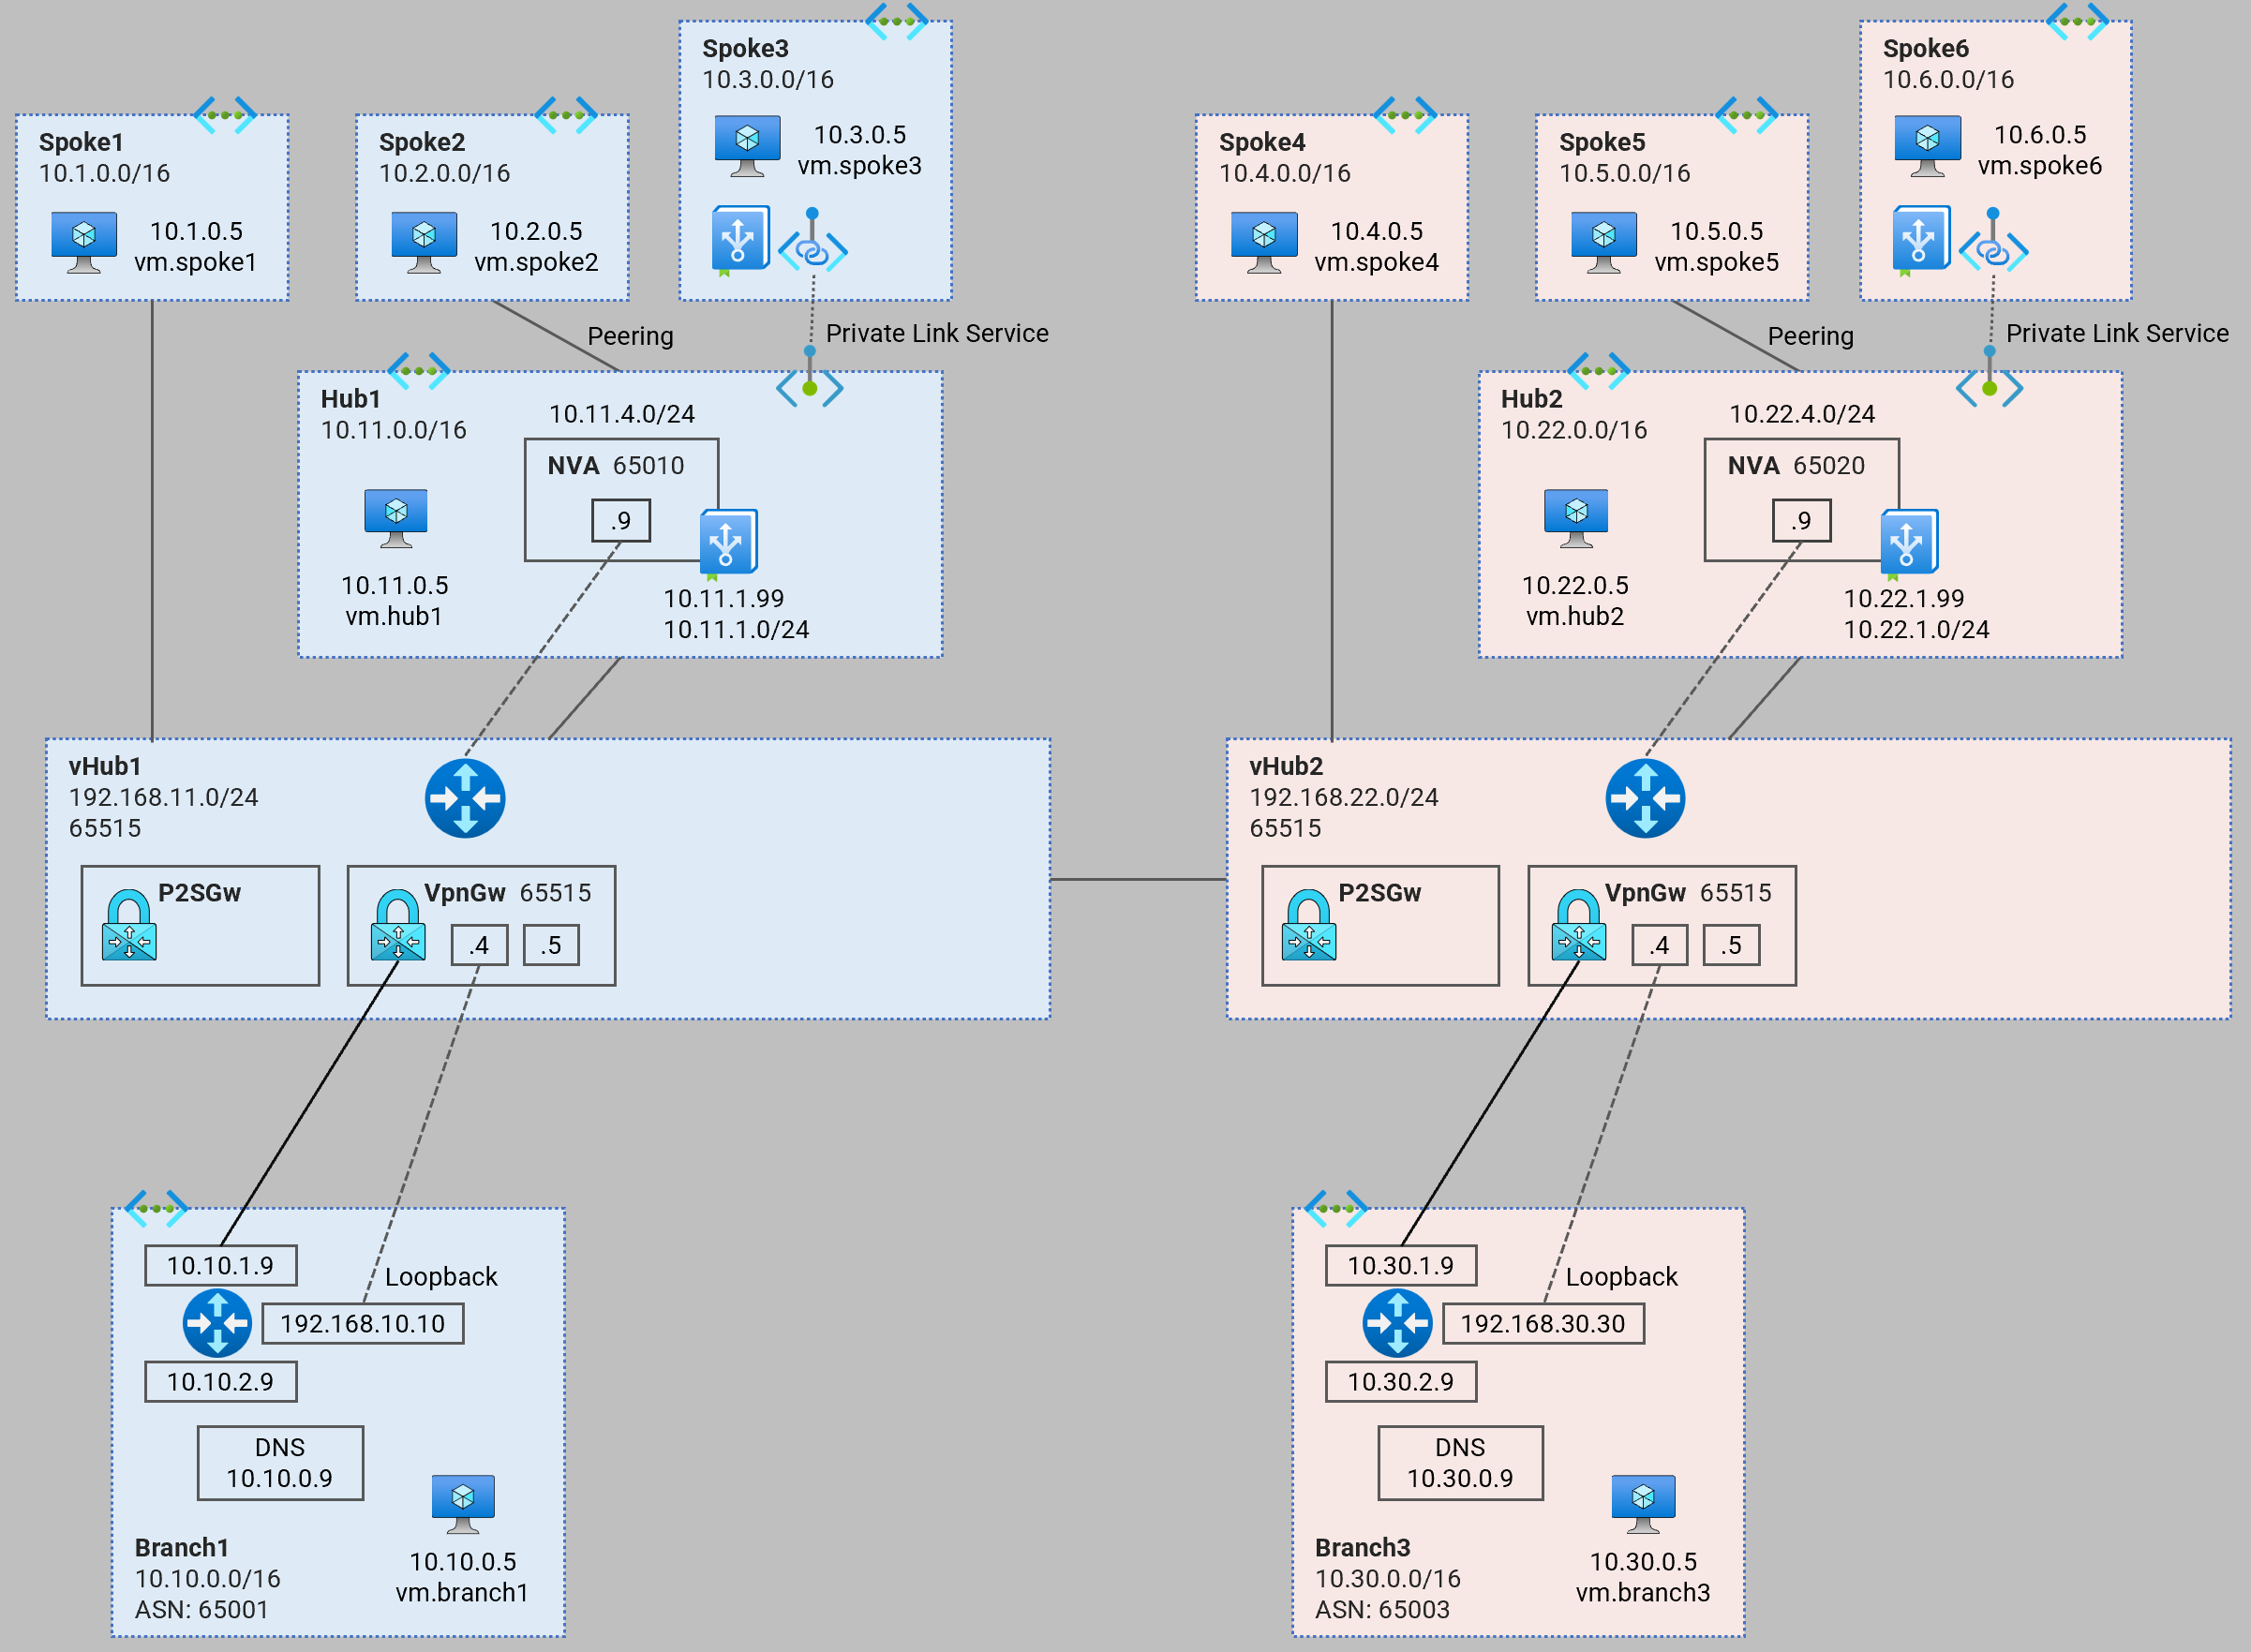 Spoke3
10.3.0.0/16
10.3.0.5
vm.spoke3
Spoke6
10.6.0.0/16
10.6.0.5
vm.spoke6
Spoke1
10.1.0.0/16
10.1.0.5
vm.spoke1
Spoke2
10.2.0.0/16
10.2.0.5
vm.spoke2
Spoke4
10.4.0.0/16
10.4.0.5
vm.spoke4
Spoke5
10.5.0.0/16
10.5.0.5
vm.spoke5
Peering
Private Link Service
Peering
Private Link Service
Hub1
10.11.0.0/16
10.11.4.0/24
NVA 65010
.9
10.11.0.5
vm.hub1
10.11.1.99
10.11.1.0/24
Hub2
10.22.0.0/16
10.22.4.0/24
NVA 65020
.9
10.22.0.5
vm.hub2
10.22.1.99
10.22.1.0/24
vHub1
192.168.11.0/24
65515
P2SGw
VpnGw 65515
.4
.5
vHub2
192.168.22.0/24
65515
P2SGw
VpnGw 65515
.4
.5
10.10.1.9
Loopback
192.168.10.10
10.10.2.9
DNS
10.10.0.9
Branch1
10.10.0.0/16
ASN: 65001
10.10.0.5
vm.branch1
10.30.1.9
Loopback
192.168.30.30
10.30.2.9
DNS
10.30.0.9
Branch3
10.30.0.0/16
ASN: 65003
10.30.0.5
vm.branch3